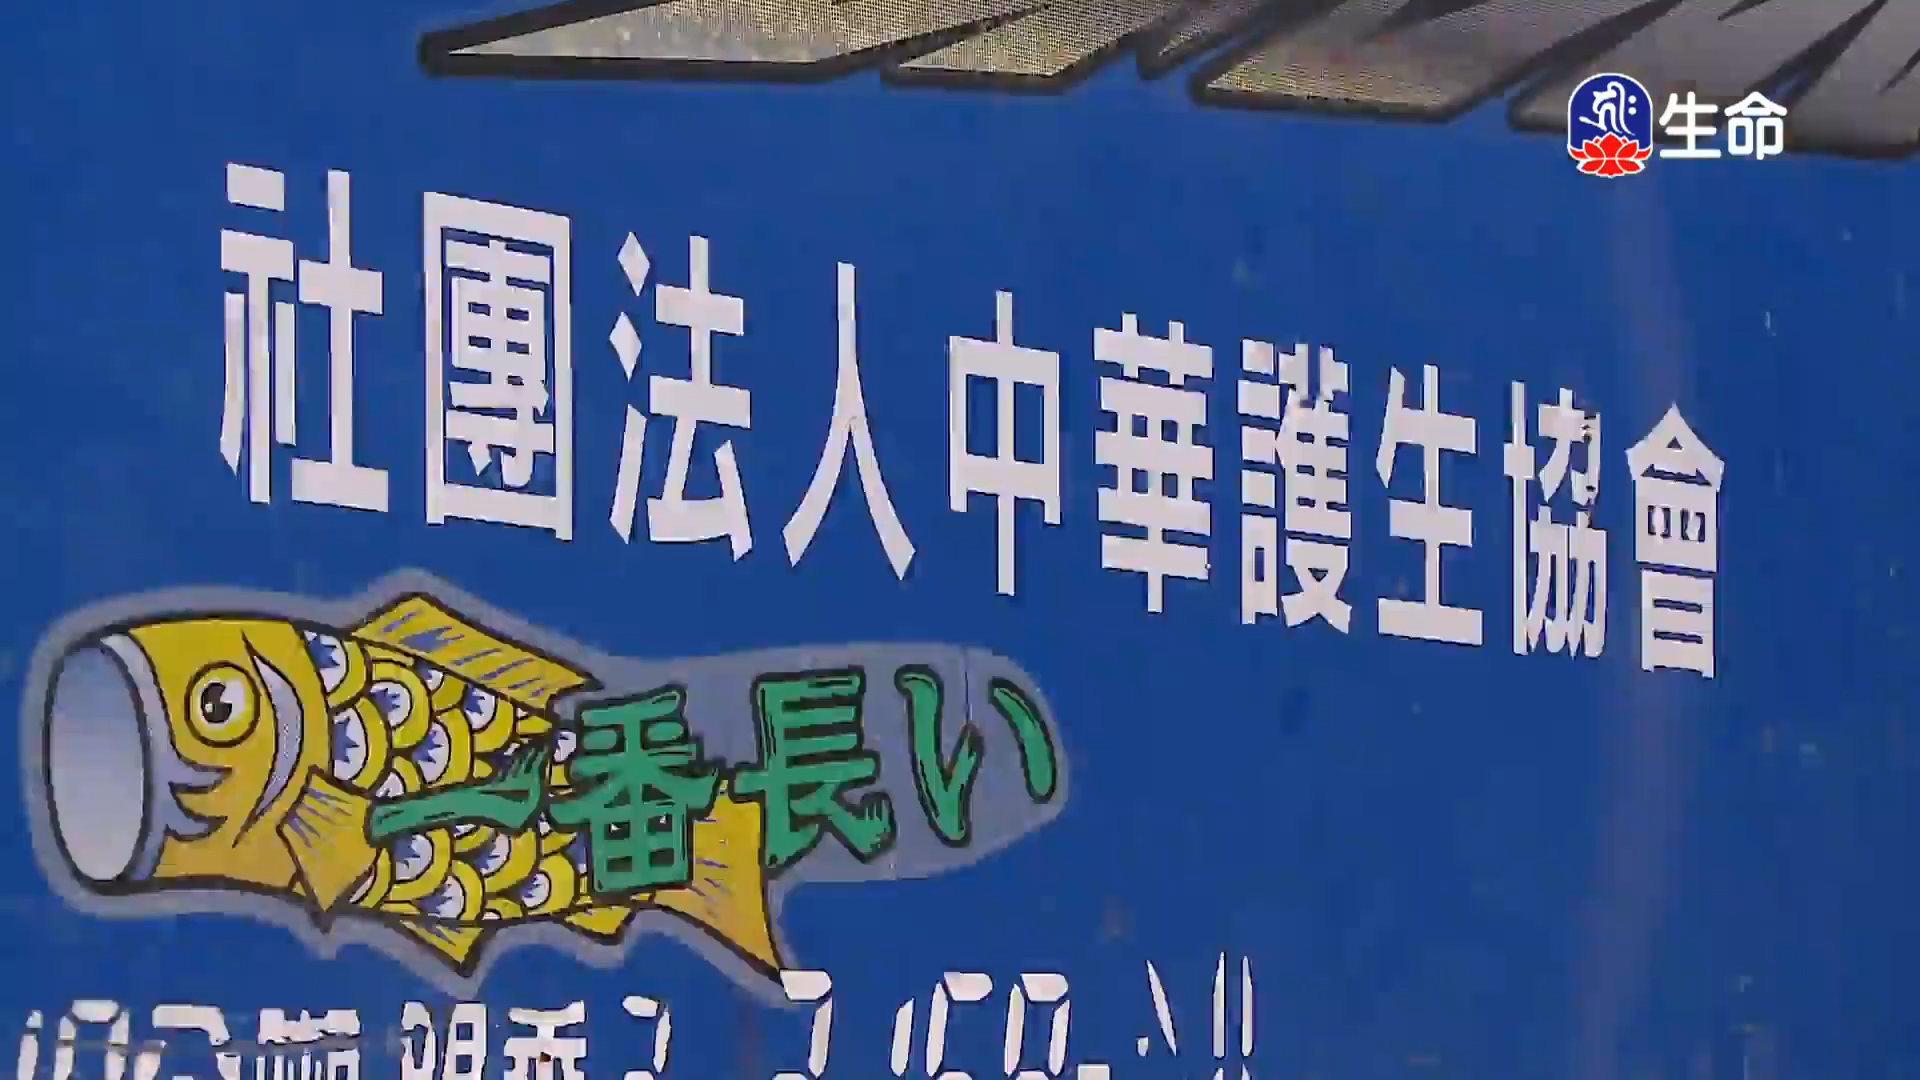 生命
社團法人中華護生協會
一番長い